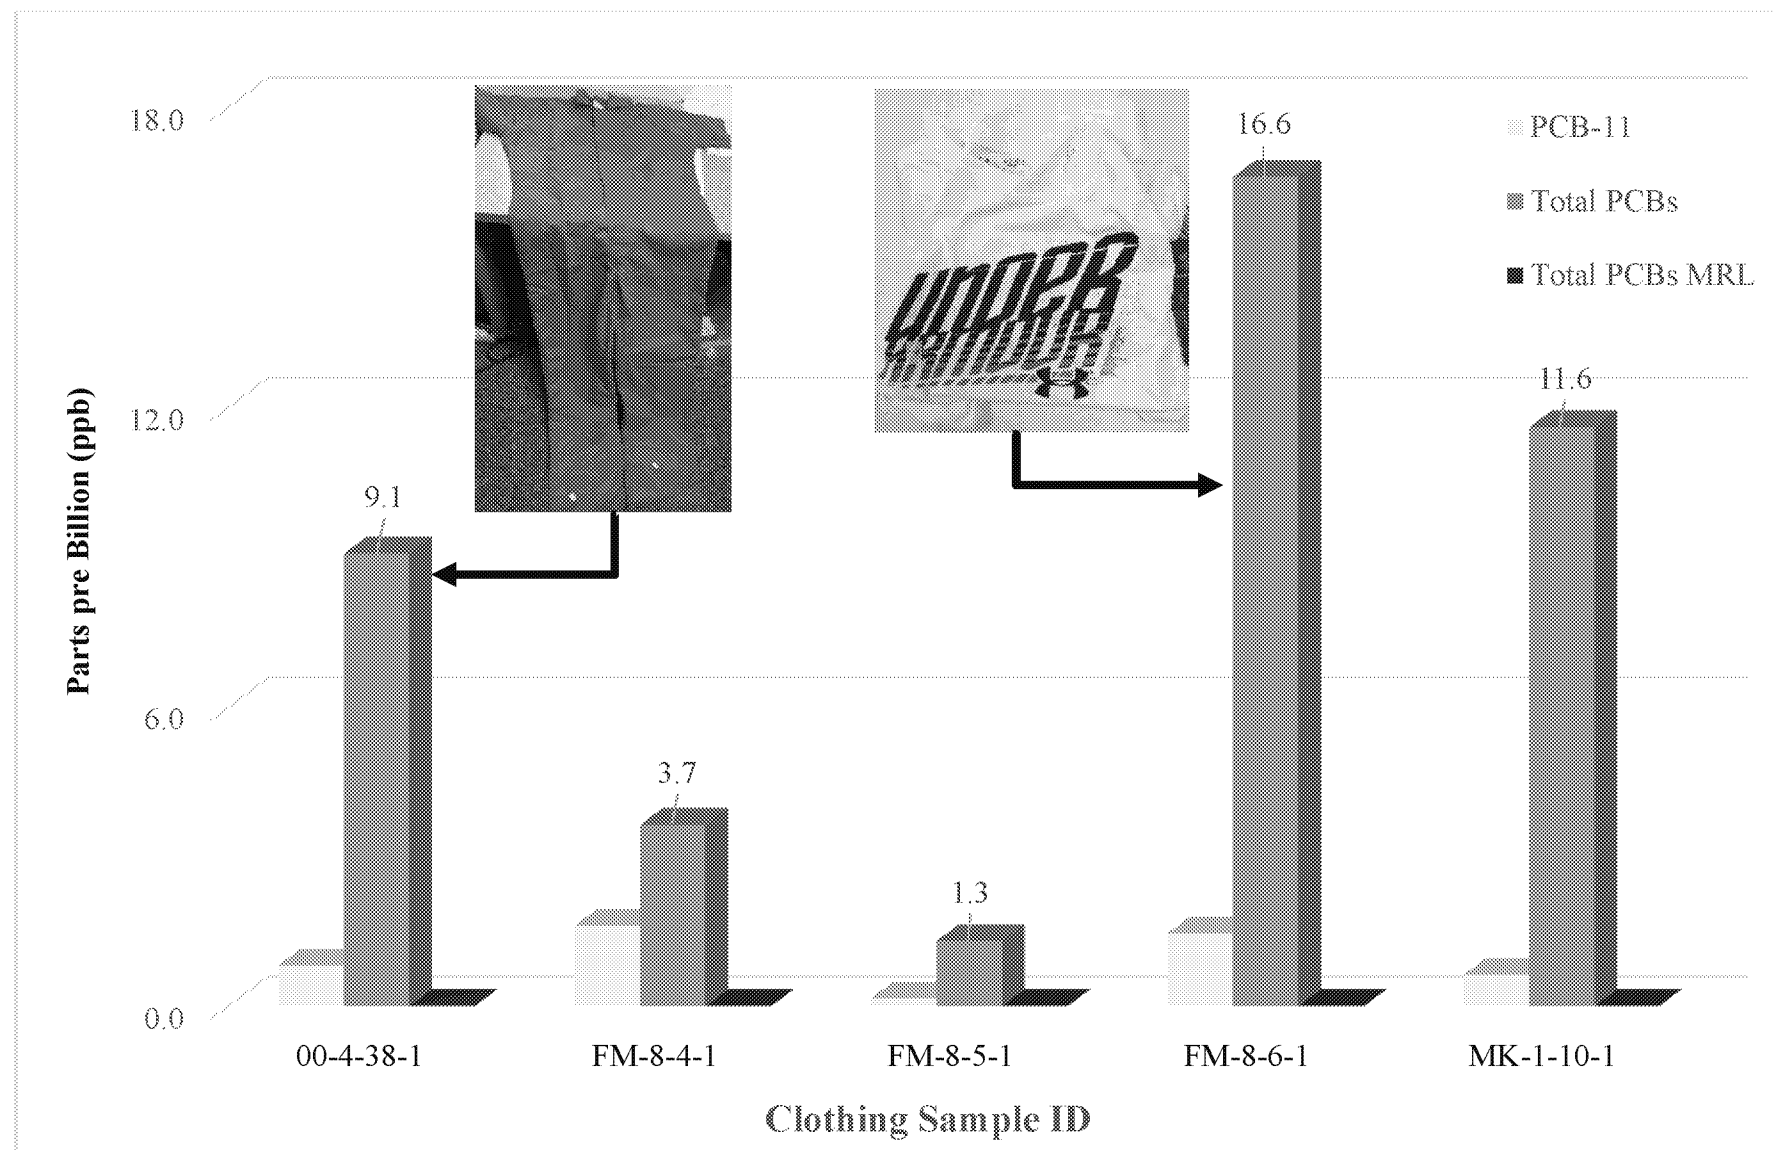 18.0
12.0
6.0
0.0
Parts pre Billion (ppb)
9.1
3.7
1.3
16.6
11.6
UNDER
ARMOUR
PCB-11
Total PCBs
Total PCBs MRL
00-4-38-1
FM-8-4-1
FM-8-5-1
FM-8-6-1
MK-1-10-1
Clothing Sample ID